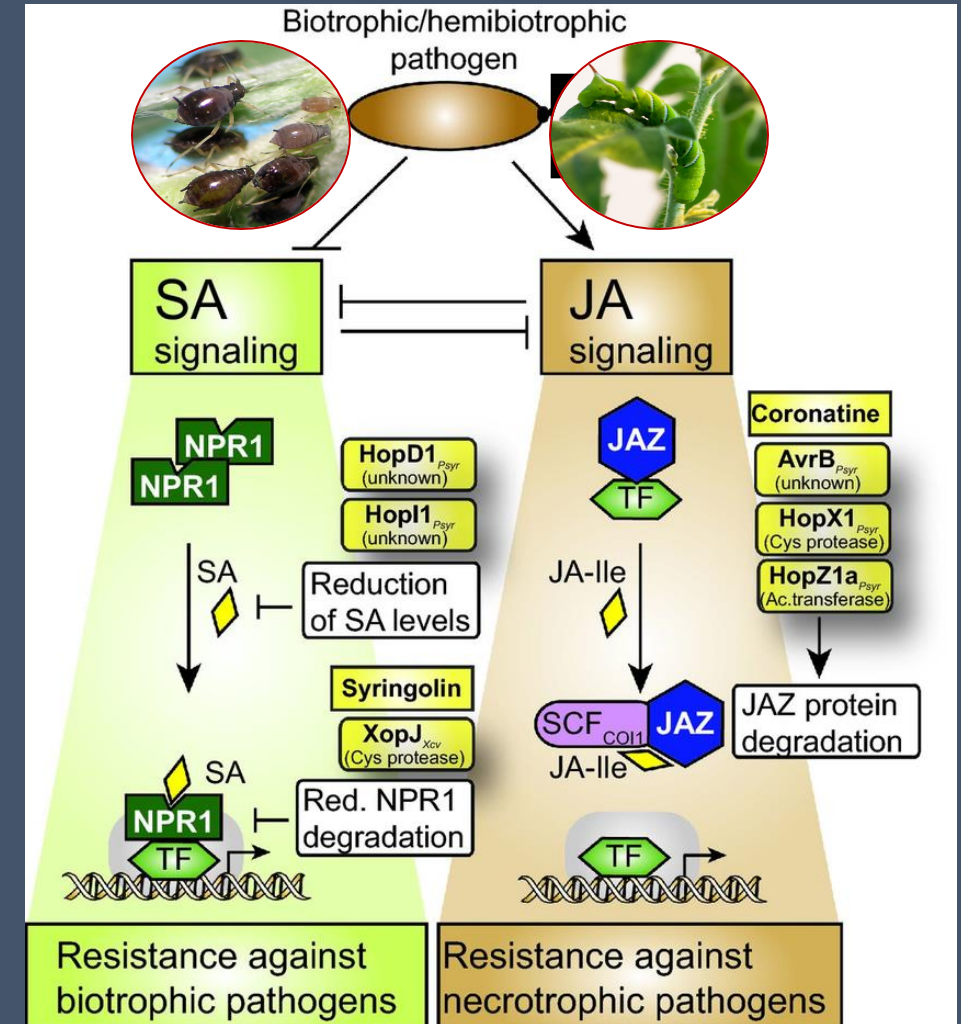 Biotrophic/hemibiotrophic
pathogen
SA
signaling
JA
signaling
NPR1
NPR1
HopD1Psyr
(unknown)
HopI1Psyr
(unknown)
SA
Reduction
of SA levels
Syringolin
XopJXcv
(Cys protease)
SA
NPR1
TF
Red. NPR1
degradation
JAZ
TF
JA-Ile
SCFCOI1
JAZ
JA-Ile
TF
Coronatine
AvrBPsyr
(unknown)
HopX1Psyr
(Cys protease)
HopZ1aPsyr
(Ac.transferase)
JAZ protein
degradation
Resistance against
biotrophic pathogens
Resistance against
necrotrophic pathogens